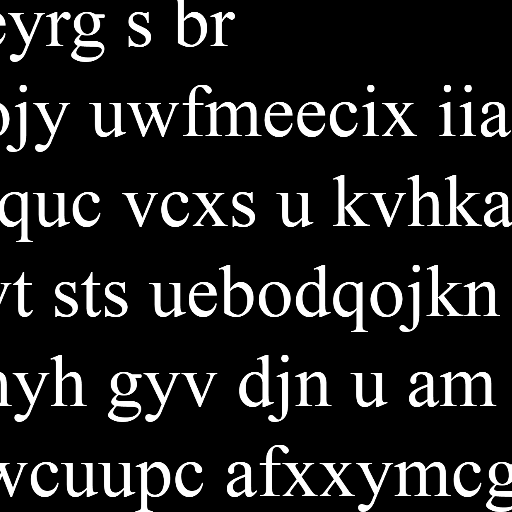 eyrg s br
ojy uwfmeecix iia
quc vcxs u kvhka
vt sts uebodqojkn
nyh gyv djn u am
wcuupc afxxymcg